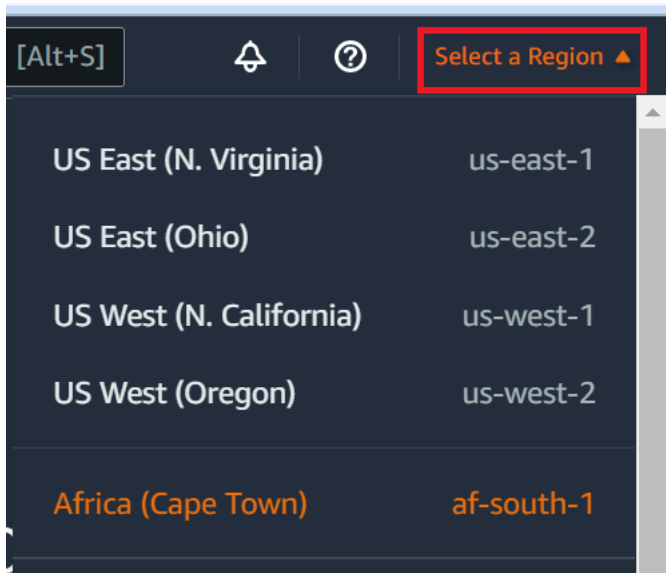 [Alt+S] Select a Region
US East (N. Virginia) us-east-1
US East (Ohio) us-east-2
US West (N. California) us-west-1
US West (Oregon) us-west-2
Africa (Cape Town) af-south-1